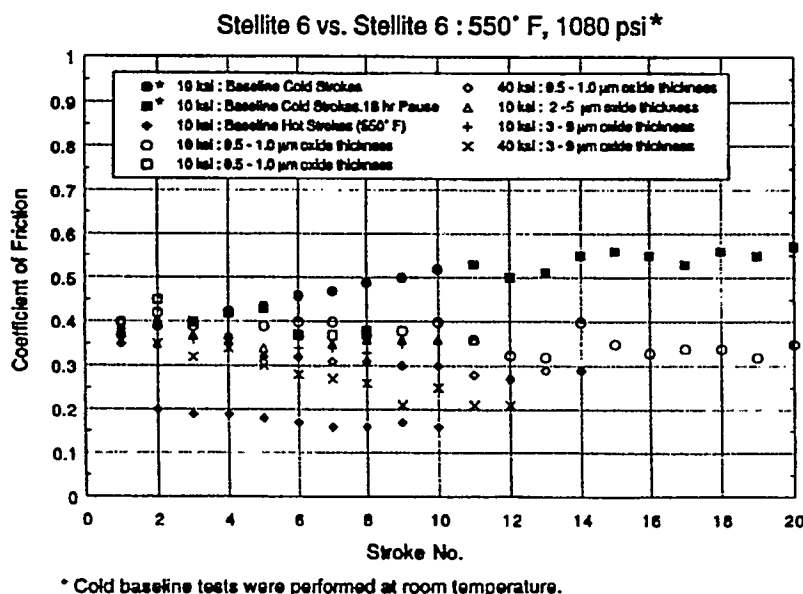 Stellite 6 vs. Stellite 6 : 550° F, 1080 psi*
* 10 ksi : Baseline Cold Strokes
* 10 ksi : Baseline Cold Strokes.18 hr Pause
10 ksi : Baseline Hot Strokes (550° F)
10 ksi : 0.5 - 1.0 µm oxide thickness
10 ksi : 0.5 - 1.0 µm oxide thickness
40 ksi : 0.5 - 1.0 µm oxide thickness
10 ksi : 2 -5 µm oxide thickness
10 ksi : 3 - 9 µm oxide thickness
40 ksi : 3 - 9 µm oxide thickness
Coefficient of Friction
1
0.9
0.8
0.7
0.6
0.5
0.4
0.3
0.2
0.1
0
0 2 4 6 8 10 12 14 16 18 20
Stroke No.
* Cold baseline tests were performed at room temperature.